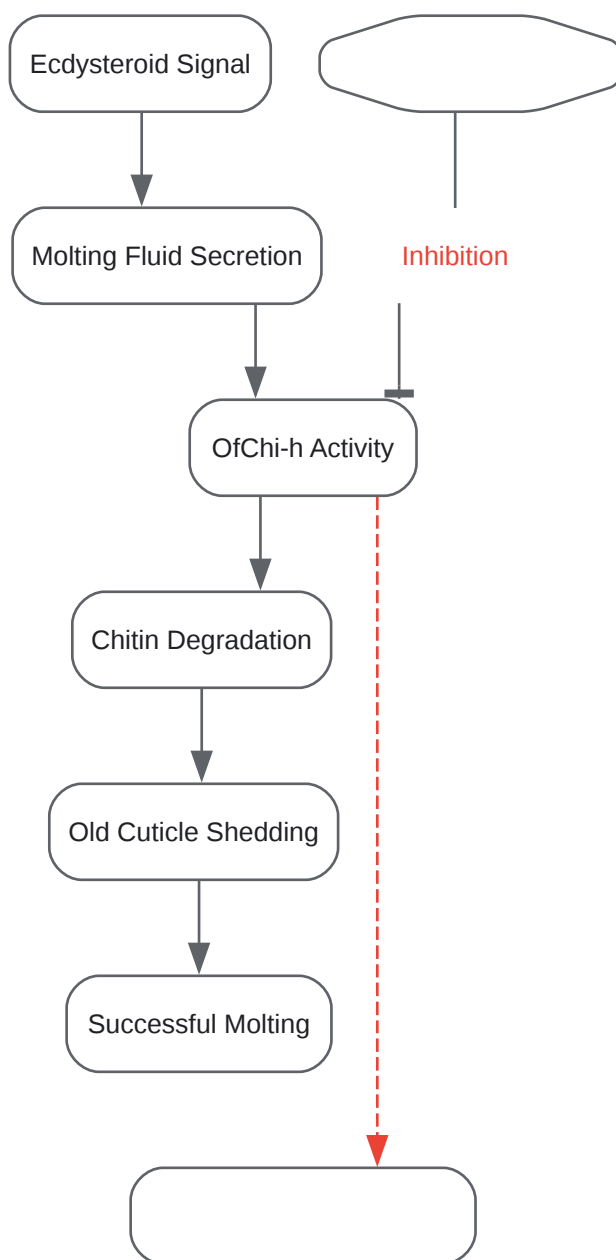 Ecdysteroid Signal
Molting Fluid Secretion
Inhibition
OfChi-h Activity
Chitin Degradation
Old Cuticle Shedding
Successful Molting